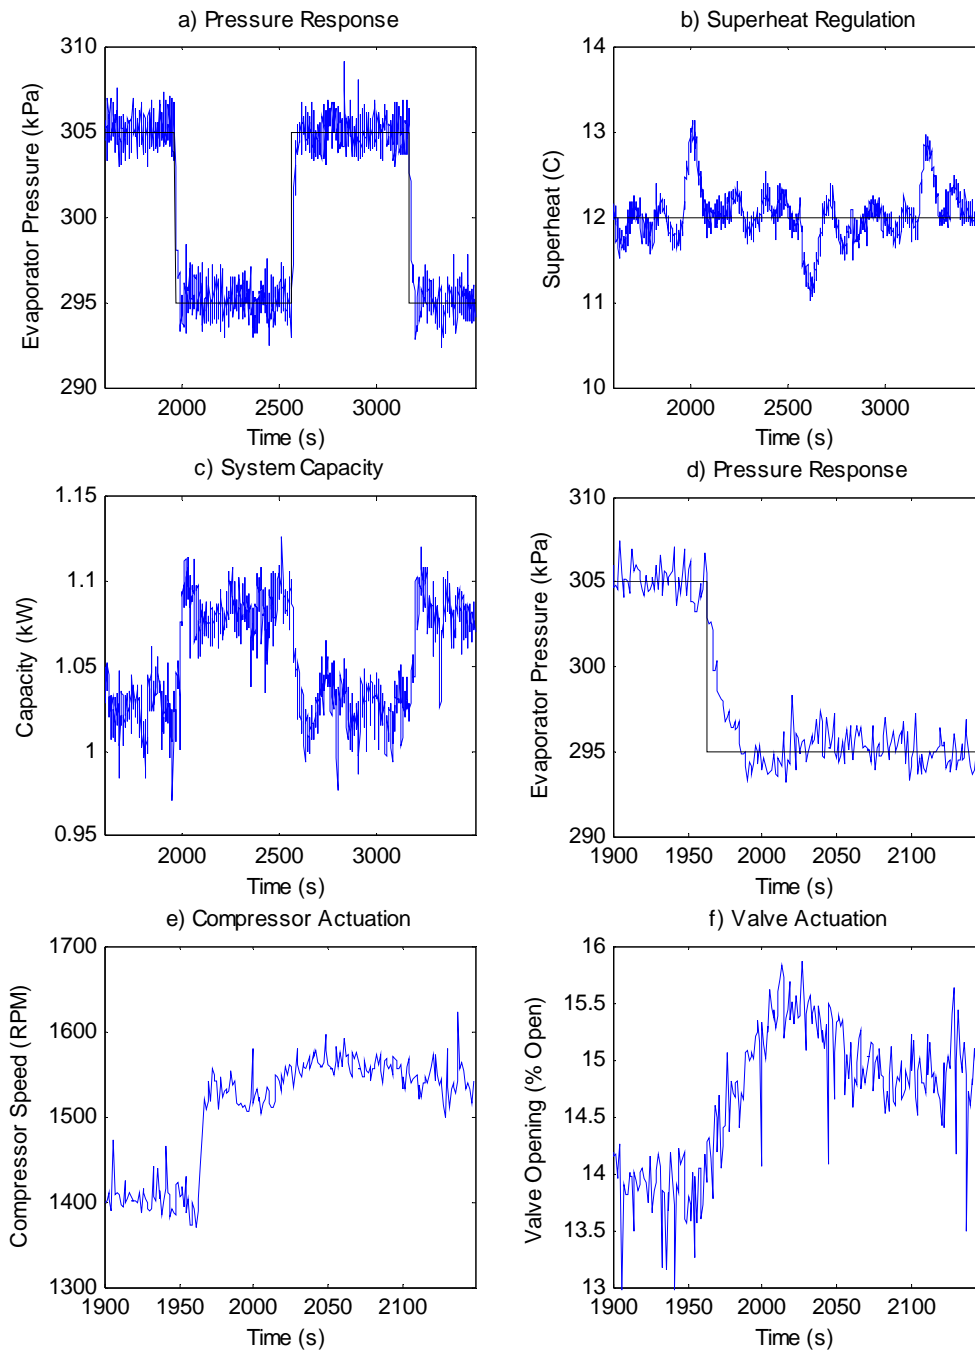 a) Pressure Response
b) Superheat Regulation
310
305
300
295
290
Evaporator Pressure (kPa)
2000 2500 3000
Time (s)
14
13
12
11
10
Superheat (C)
2000 2500 3000
Time (s)
c) System Capacity
d) Pressure Response
1.15
1.1
1.05
1
0.95
Capacity (kW)
2000 2500 3000
Time (s)
310
305
300
295
290
Evaporator Pressure (kPa)
1900 1950 2000 2050 2100
Time (s)
e) Compressor Actuation
f) Valve Actuation
1700
1600
1500
1400
1300
Compressor Speed (RPM)
1900 1950 2000 2050 2100
Time (s)
16
15.5
15
14.5
14
13.5
13
Valve Opening (% Open)
1900 1950 2000 2050 2100
Time (s)